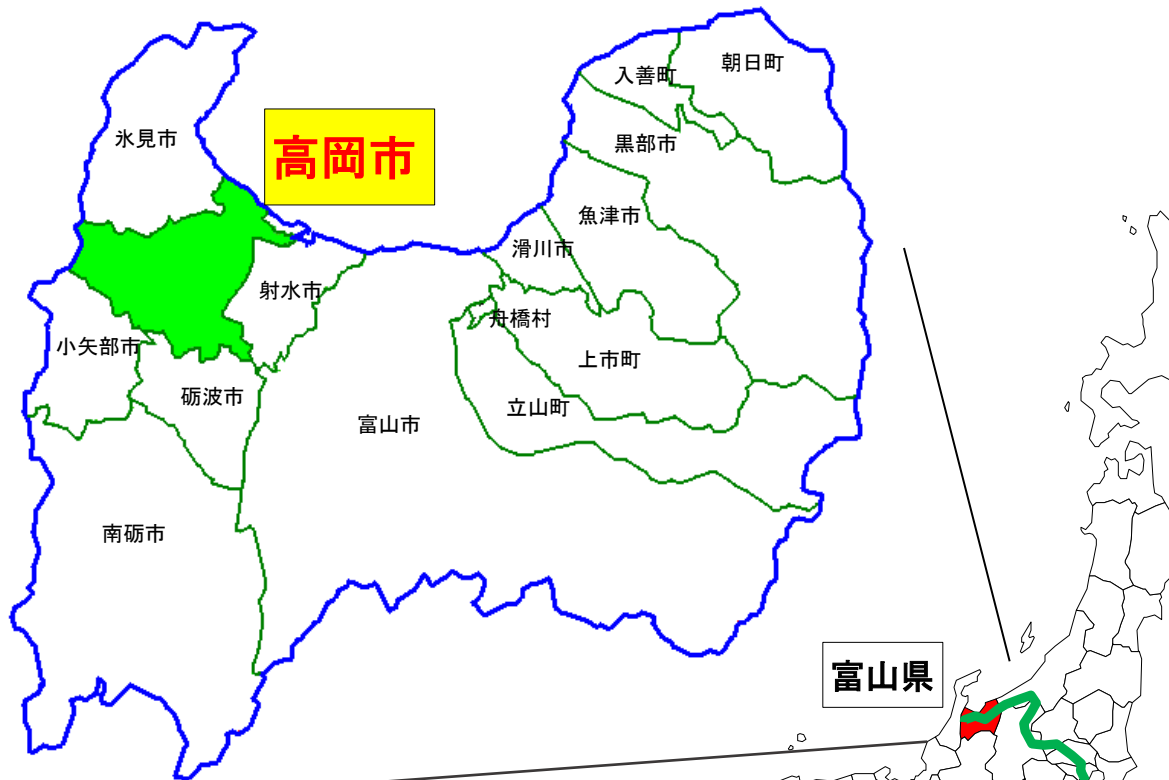 朝日町
入善町
氷見市
黒部市
高岡市
魚津市
滑川市
射水市
舟橋村
小矢部市
上市町
砺波市
立山町
富山市
南砺市
富山県